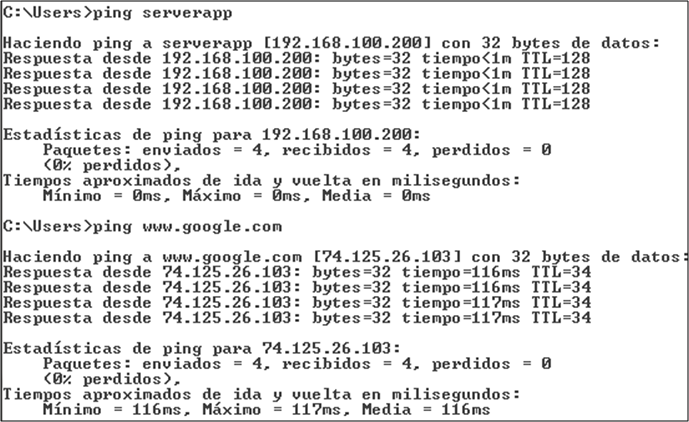 C:\Users>ping serverapp
Haciendo ping a serverapp [192.168.100.200] con 32 bytes de datos:
Respuesta desde 192.168.100.200: bytes=32 tiempo<1m TTL=128
Respuesta desde 192.168.100.200: bytes=32 tiempo<1m TTL=128
Respuesta desde 192.168.100.200: bytes=32 tiempo<1m TTL=128
Respuesta desde 192.168.100.200: bytes=32 tiempo<1m TTL=128
Estadísticas de ping para 192.168.100.200:
Paquetes: enviados = 4, recibidos = 4, perdidos = 0
(0% perdidos),
Tiempos aproximados de ida y vuelta en milisegundos:
Mínimo = 0ms, Máximo = 0ms, Media = 0ms
C:\Users>ping www.google.com
Haciendo ping a www.google.com [74.125.26.103] con 32 bytes de datos:
Respuesta desde 74.125.26.103: bytes=32 tiempo=116ms TTL=34
Respuesta desde 74.125.26.103: bytes=32 tiempo=116ms TTL=34
Respuesta desde 74.125.26.103: bytes=32 tiempo=117ms TTL=34
Respuesta desde 74.125.26.103: bytes=32 tiempo=117ms TTL=34
Estadísticas de ping para 74.125.26.103:
Paquetes: enviados = 4, recibidos = 4, perdidos = 0
(0% perdidos),
Tiempos aproximados de ida y vuelta en milisegundos:
Mínimo = 116ms, Máximo = 117ms, Media = 116ms